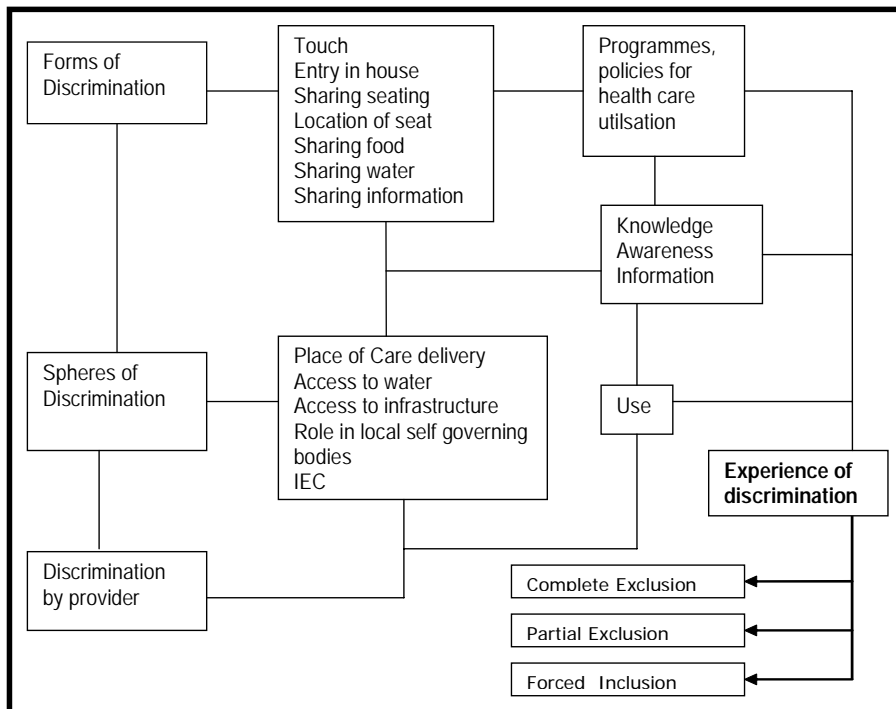 Forms of
Discrimination
Touch
Entry in house
Sharing seating
Location of seat
Sharing food
Sharing water
Sharing information
Programmes,
policies for
health care
utilsation
Knowledge
Awareness
Information
Spheres of
Discrimination
Place of Care delivery
Access to water
Access to infrastructure
Role in local self governing
bodies
IEC
Use
Experience of
discrimination
Discrimination
by provider
Complete Exclusion
Partial Exclusion
Forced Inclusion